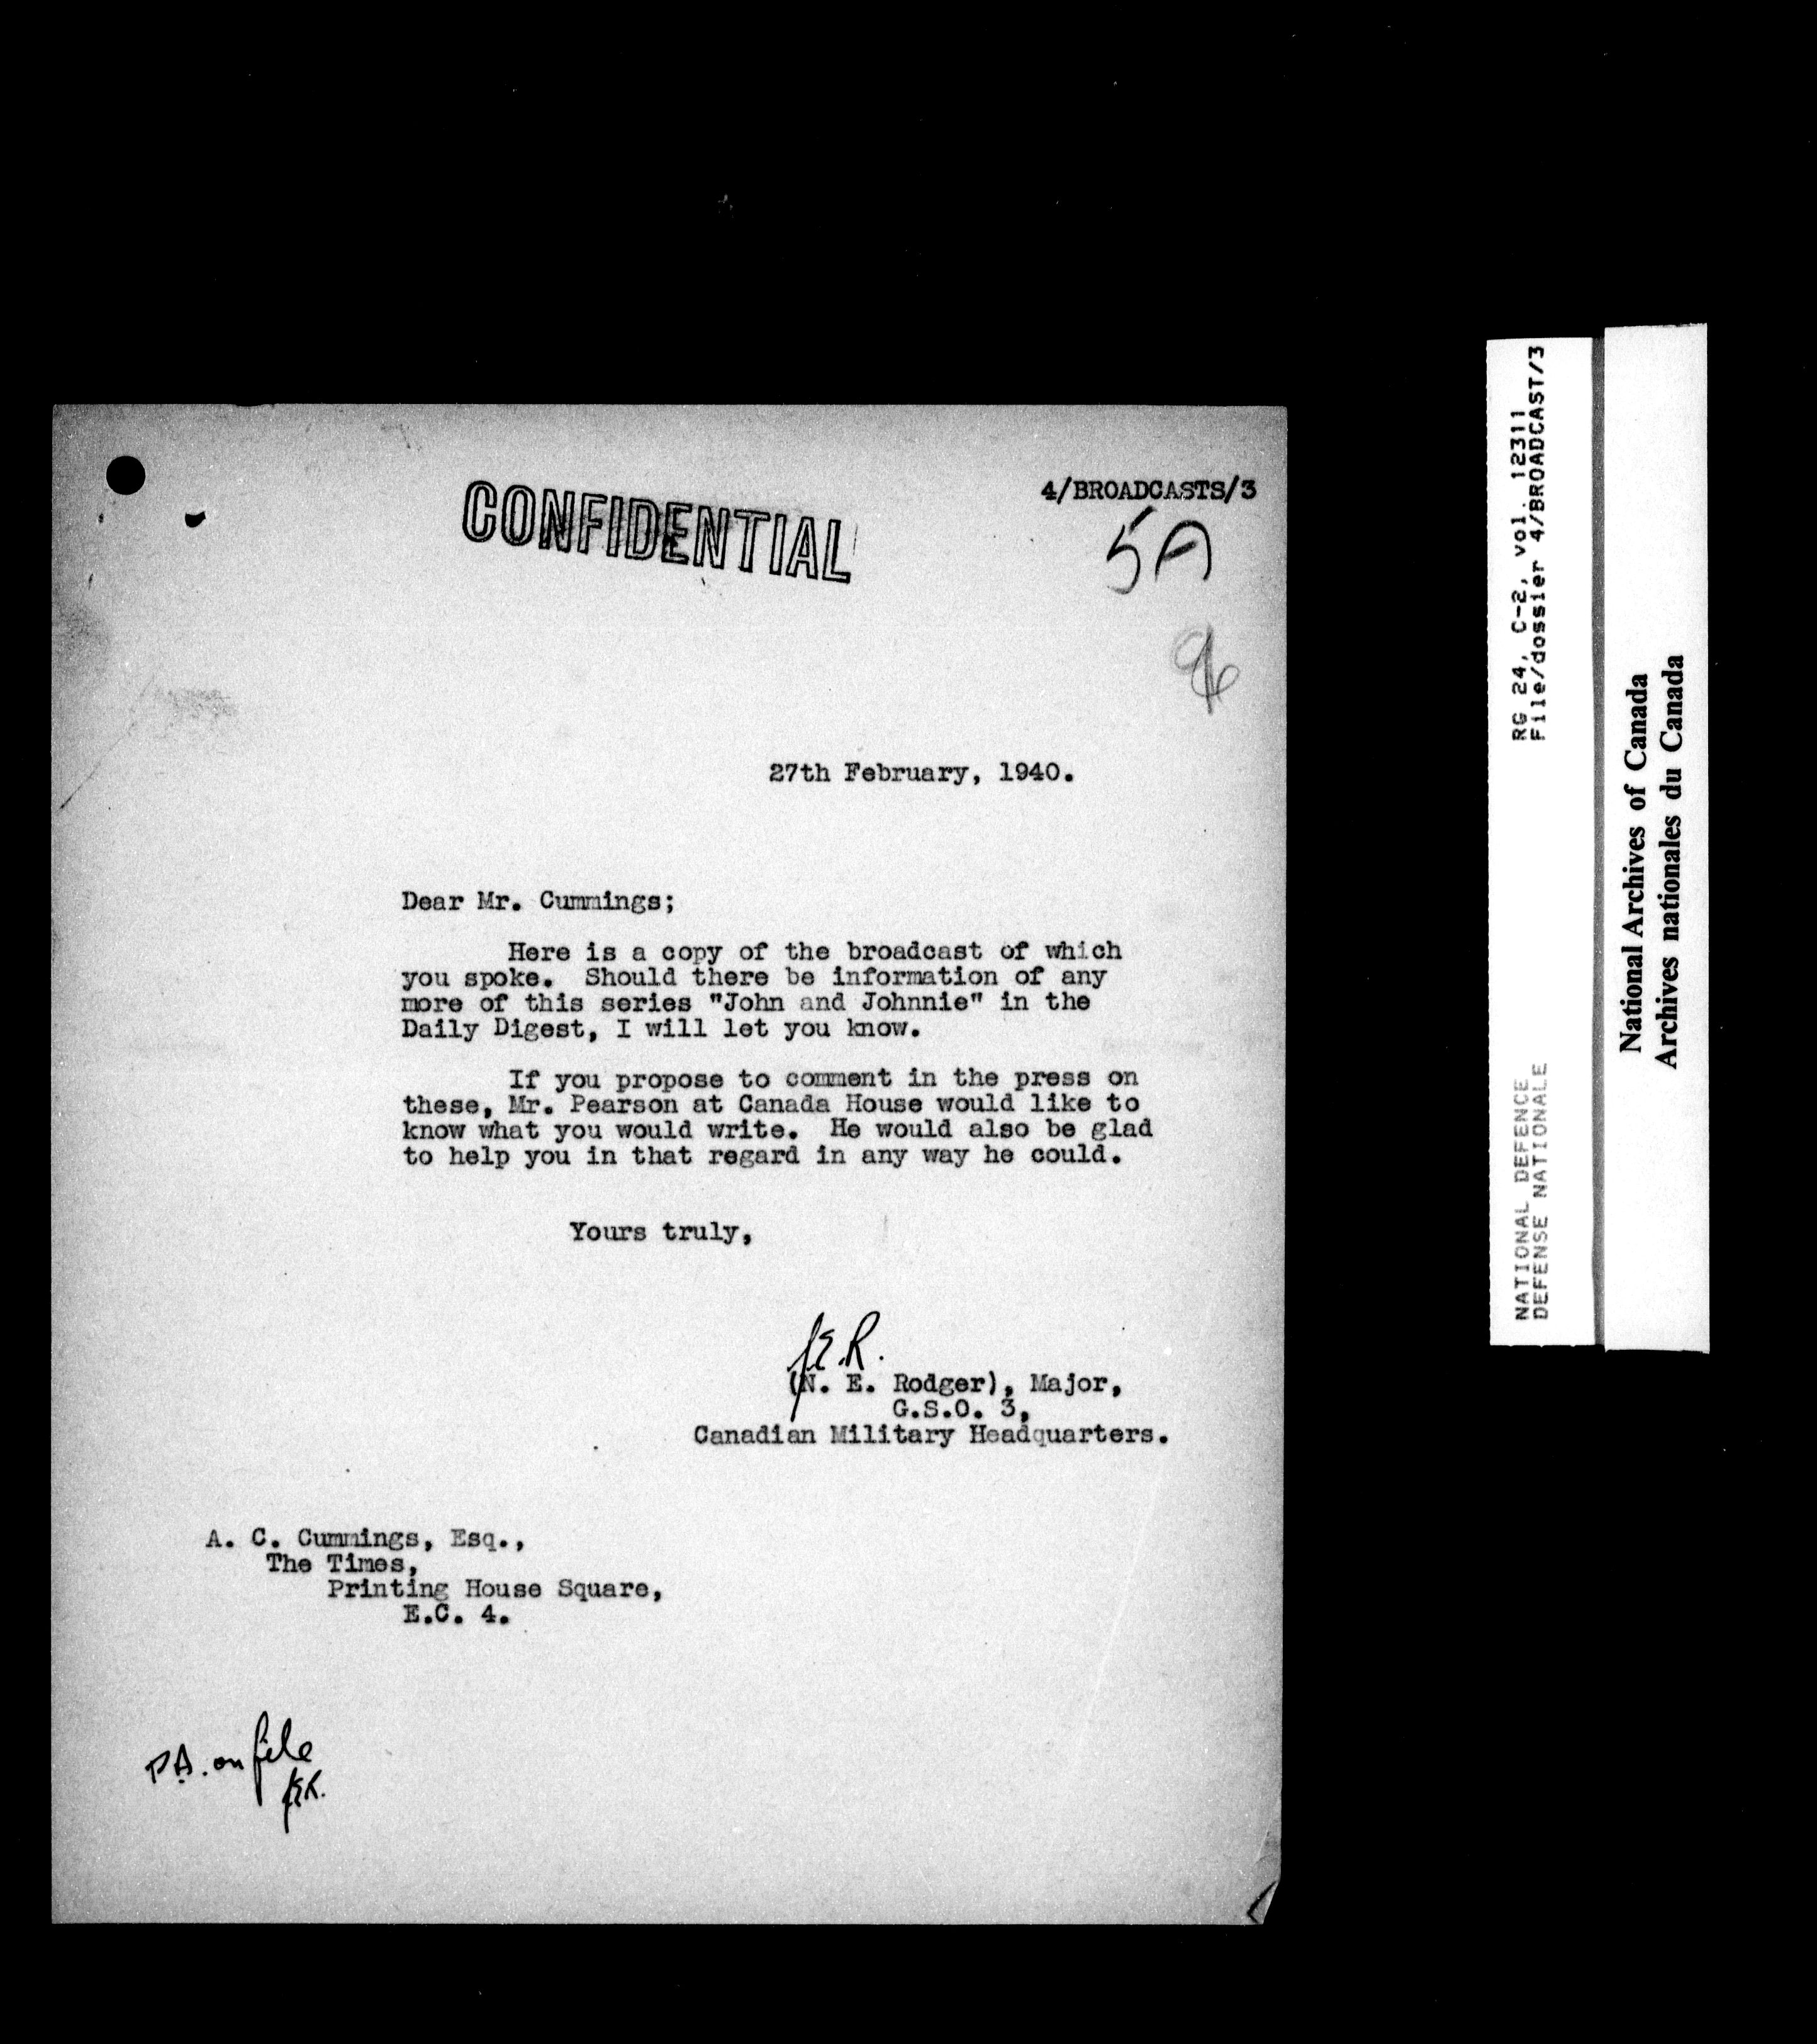 4/BROADCASTS/3
CONFIDENTIAL
5A
27th February, 1940.
Dear Mr. Cummings;
Here is a copy of the broadcast of which
you spoke. Should there be information of any
more of this series "John and Johnnie" in the
Daily Digest, I will let you know.
If you propose to comment in the press on
these, Mr. Pearson at Canada House would like to
know what you would write. He would also be glad
to help you in that regard in any way he could.
Yours truly,
(N. E. Rodger), Major,
G.S.O. 3,
Canadian Military Headquarters.
A. C. Cummings, Esq.,
The Times,
Printing House Square,
E.C. 4.
P.A. on file
NATIONAL DEFENCE RG 24, C-2, vol. 12311
DEFENSE NATIONALE File/dossier 4/BROADCAST/3
National Archives of Canada
Archives nationales du Canada